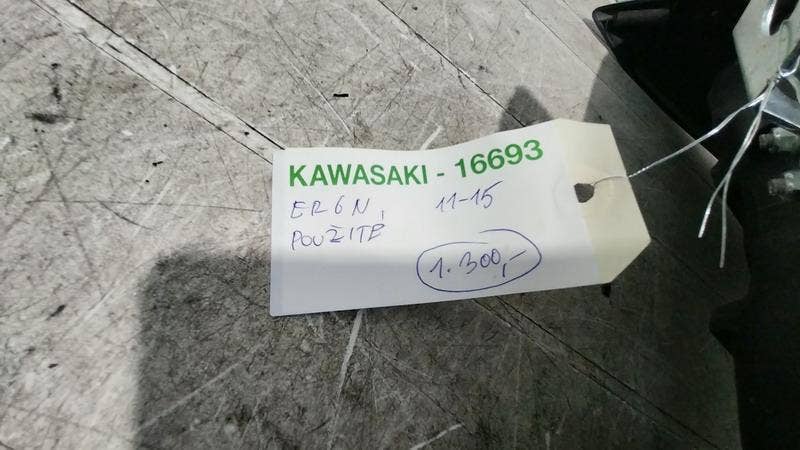 KAWASAKI - 16693
ER6N, 11-15
POUŽITÉ
1.300,-